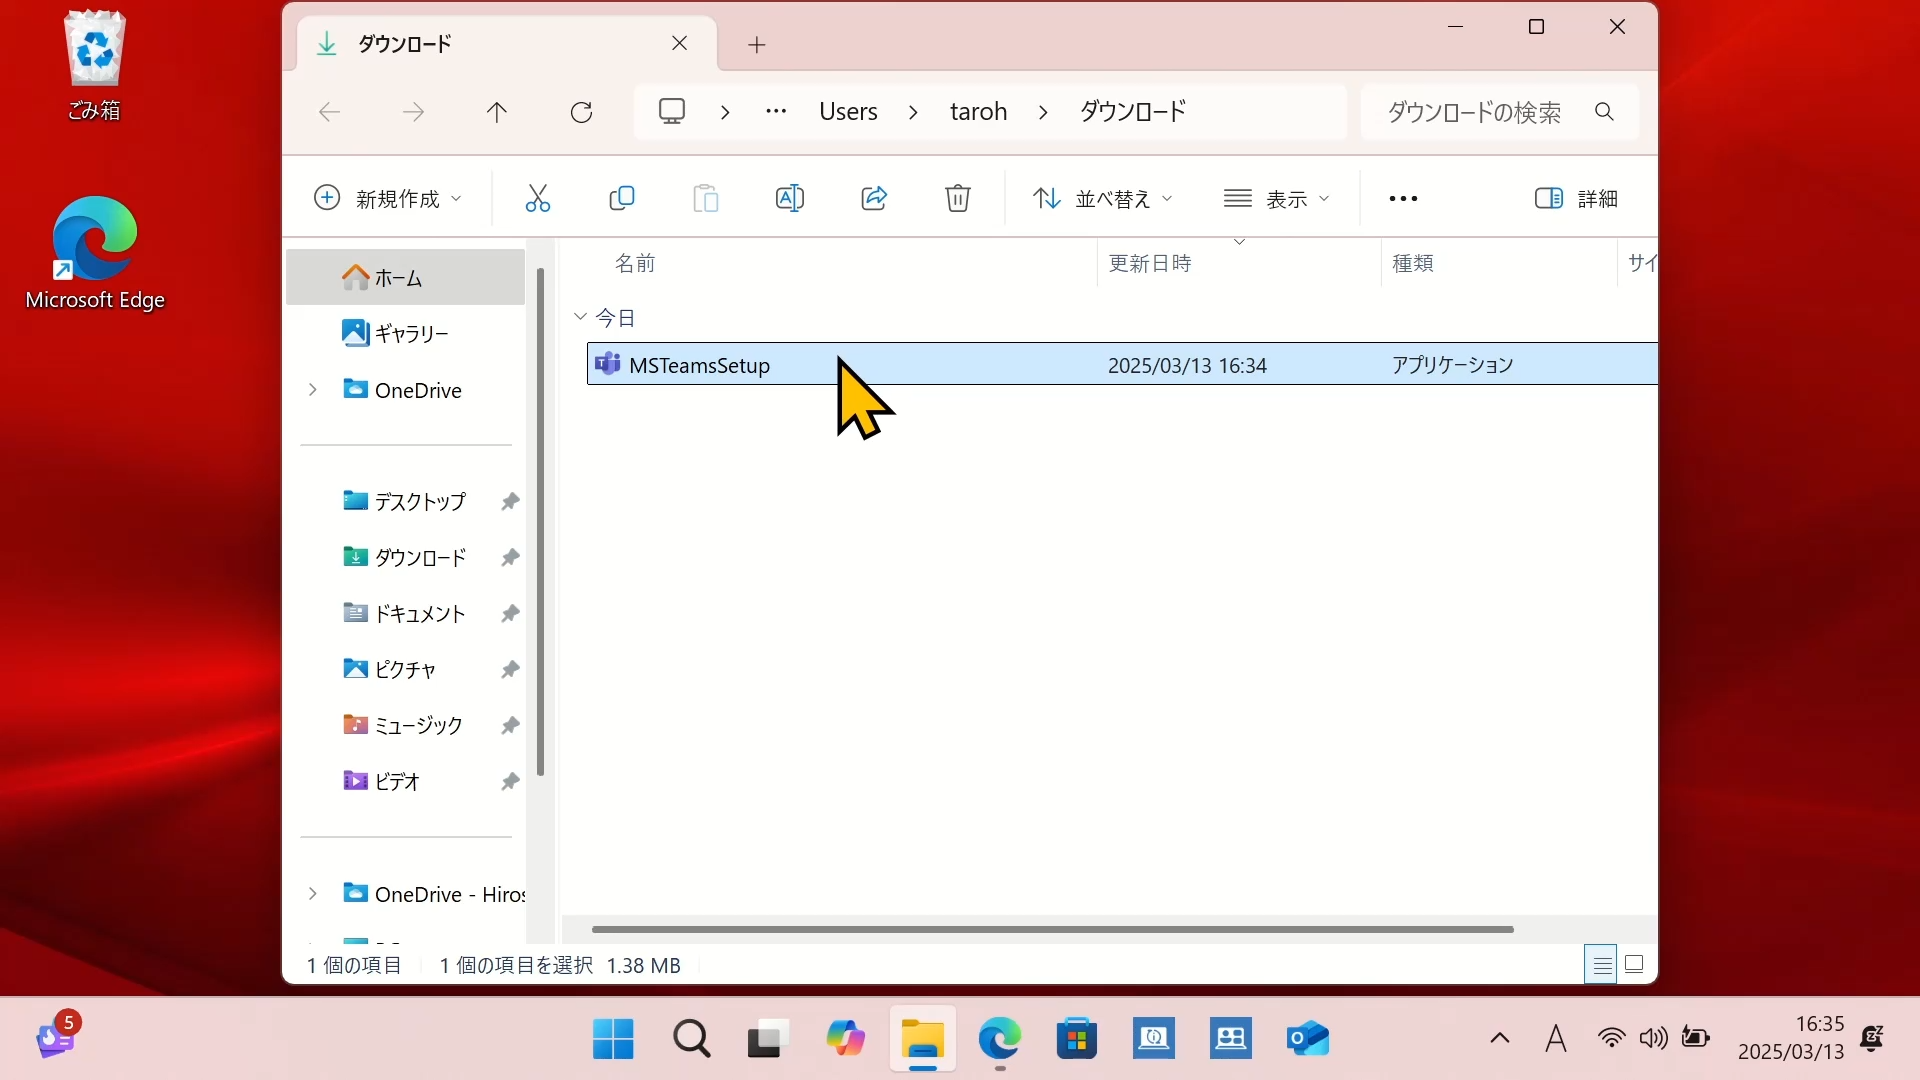 ごみ箱
Microsoft Edge
ダウンロード
Users
taroh
ダウンロード
ダウンロードの検索
新規作成
並べ替え
表示
詳細
ホーム
ギャラリー
OneDrive
デスクトップ
ダウンロード
ドキュメント
ピクチャ
ミュージック
ビデオ
OneDrive - Hiros
名前
更新日時
種類
サイ
今日
MSTeamsSetup
2025/03/13 16:34
アプリケーション
1 個の項目
1 個の項目を選択 1.38 MB
5
A
16:35
2025/03/13